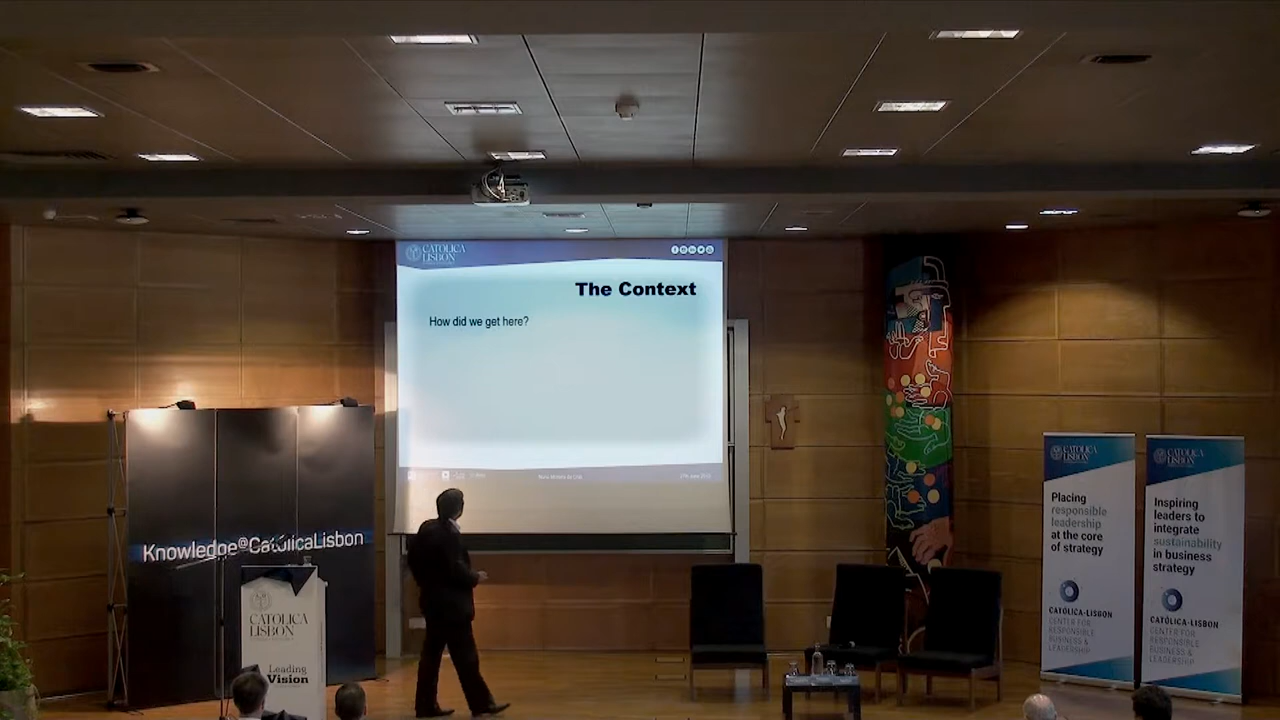 CATÓLICA
LISBON
The Context
How did we get here?
Knowledge@CatólicaLisbon
CATÓLICA
LISBON
Leading
Vision
CATÓLICA
LISBON
Placing
responsible
leadership
at the core
of strategy
CATÓLICA-LISBON
CENTER FOR
RESPONSIBLE
BUSINESS &
LEADERSHIP
CATÓLICA
LISBON
Inspiring
leaders to
integrate
sustainability
in business
strategy
CATÓLICA-LISBON
CENTER FOR
RESPONSIBLE
BUSINESS &
LEADERSHIP